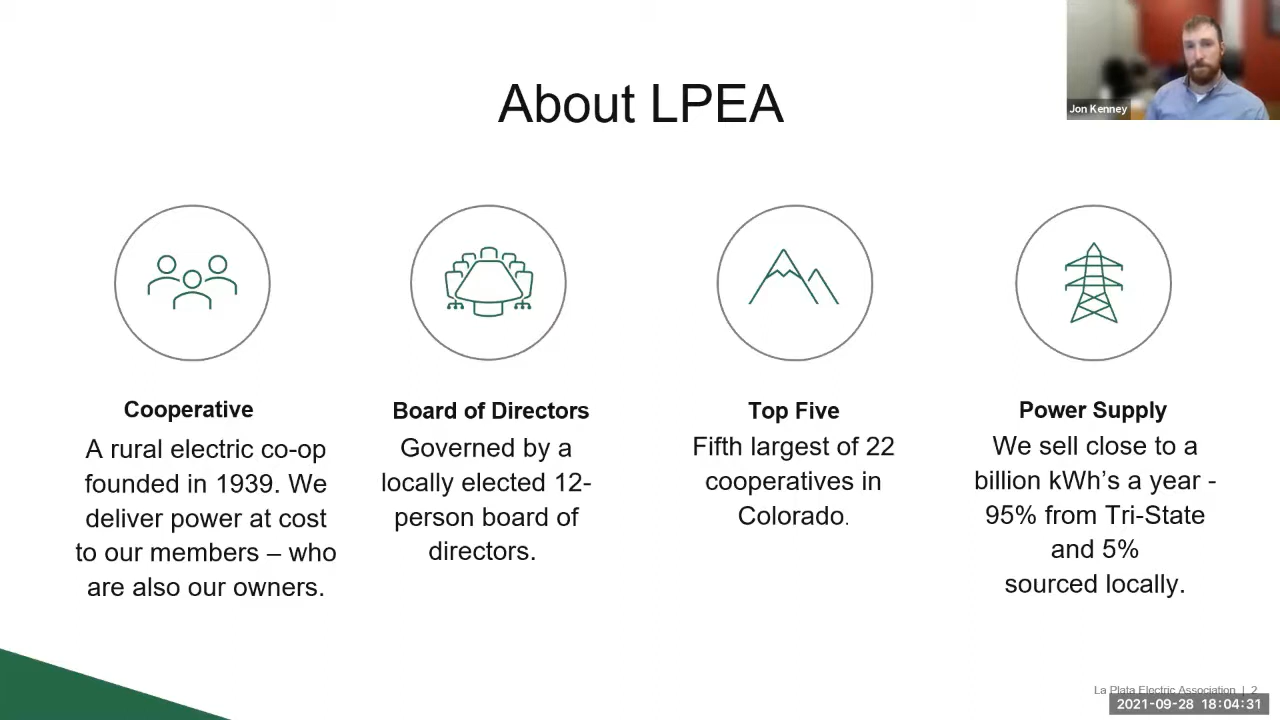 About LPEA
Jon Kenney
Cooperative
A rural electric co-op
founded in 1939. We
deliver power at cost
to our members – who
are also our owners.
Board of Directors
Governed by a
locally elected 12-
person board of
directors.
Top Five
Fifth largest of 22
cooperatives in
Colorado.
Power Supply
We sell close to a
billion kWh’s a year -
95% from Tri-State
and 5%
sourced locally.
La Plata Electric Association | 2
2021-09-28 18:04:31